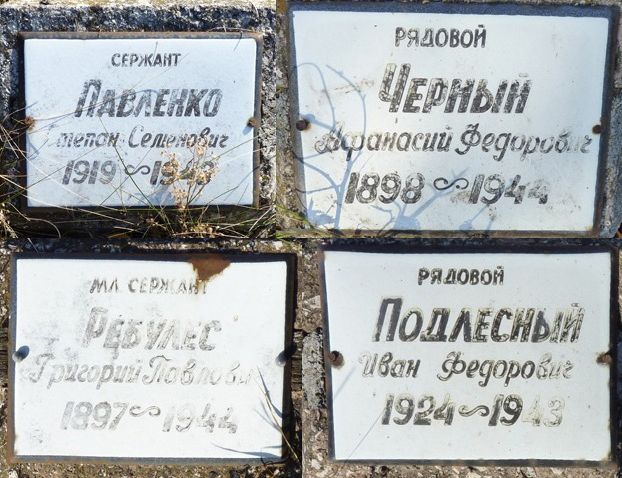 СЕРЖАНТ
ПАВЛЕНКО
Степан Семенович
РЯДОВОЙ
ЧЕРНЫЙ
Афанасий Федорович
1898 ~ 1944
МЛ. СЕРЖАНТ
РЕБУЛЕС
Григорий Павлович
1897 ~ 1944
РЯДОВОЙ
ПОДЛЕСНЫЙ
Иван Федорович
1924 ~ 1943